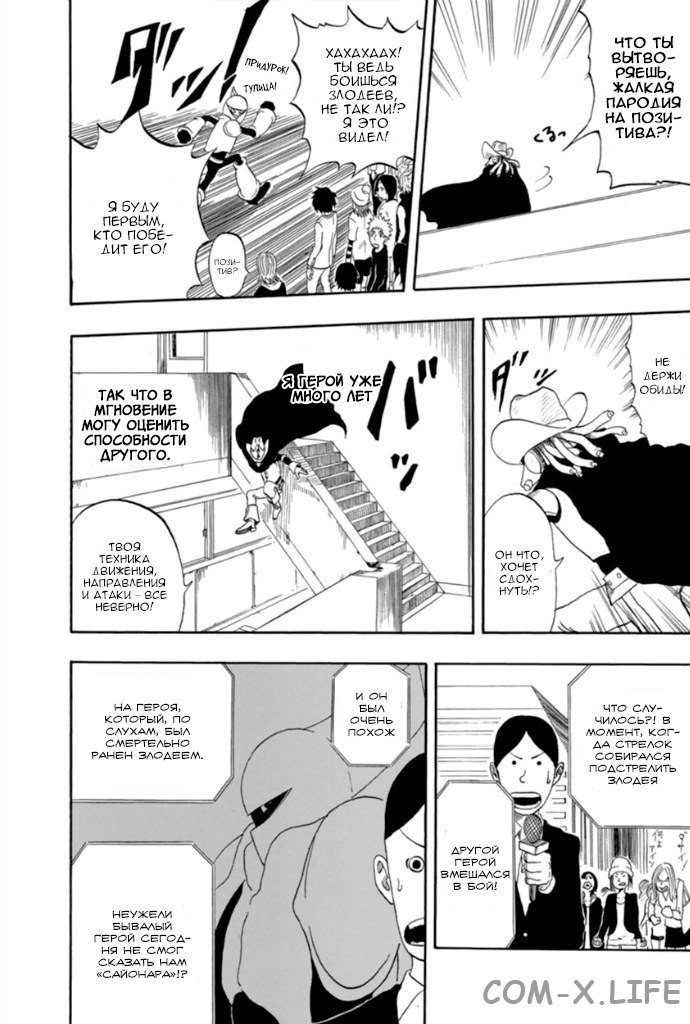 ЧТО ТЫ
ВЫТВО-
РЯЕШЬ,
ЖАЛКАЯ
ПАРОДИЯ
НА ПОЗИ-
ТИВА?!
くるっ
ХАХАХААХ!
ТЫ ВЕДЬ
БОИШЬСЯ
ЗЛОДЕЕВ,
НЕ ТАК ЛИ!?
Я ЭТО
ВИДЕЛ!
ПРИДУРОК!
ТУПИЦА!
ダッ!!
Я БУДУ
ПЕРВЫМ,
КТО ПОБЕ-
ДИТ ЕГО!
ПОЗИ-
ТИВ?
НЕ
ДЕРЖИ
ОБИДЫ!
ダッ
ОН ЧТО,
ХОЧЕТ
СДОХ-
НУТЬ!?
Я ГЕРОЙ УЖЕ
МНОГО ЛЕТ
ТАК ЧТО В
МГНОВЕНИЕ
МОГУ ОЦЕНИТЬ
СПОСОБНОСТИ
ДРУГОГО.
ТВОЯ
ТЕХНИКА
ДВИЖЕНИЯ,
НАПРАВЛЕНИЯ
И АТАКИ - ВСЕ
НЕВЕРНО!
ЧТО СЛУ-
ЧИЛОСЬ?! В
МОМЕНТ, КОГ-
ДА СТРЕЛОК
СОБИРАЛСЯ
ПОДСТРЕЛИТЬ
ЗЛОДЕЯ
ДРУГОЙ
ГЕРОЙ
ВМЕШАЛСЯ
В БОЙ!
И ОН
БЫЛ
ОЧЕНЬ
ПОХОЖ
НА ГЕРОЯ,
КОТОРЫЙ, ПО
СЛУХАМ, БЫЛ
СМЕРТЕЛЬНО
РАНЕН ЗЛОДЕЕМ.
НЕУЖЕЛИ
БЫВАЛЫЙ
ГЕРОЙ СЕГОД-
НЯ НЕ СМОГ
СКАЗАТЬ НАМ
«САЙОНАРА»!?
COM-X.LIFE